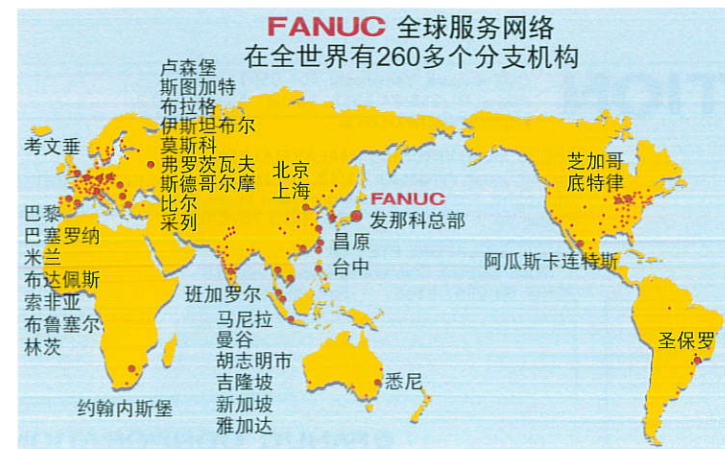 FANUC 全球服务网络
在全世界有260多个分支机构
卢森堡
斯图加特
布拉格
伊斯坦布尔
莫斯科
弗罗茨瓦夫
斯德哥尔摩
比尔
采列
考文垂
巴黎
巴塞罗纳
米兰
布达佩斯
索非亚
布鲁塞尔
林茨
约翰内斯堡
北京
上海
FANUC
发那科总部
昌原
台中
班加罗尔
马尼拉
曼谷
胡志明市
吉隆坡
新加坡
雅加达
悉尼
芝加哥
底特律
阿瓜斯卡连特斯
圣保罗